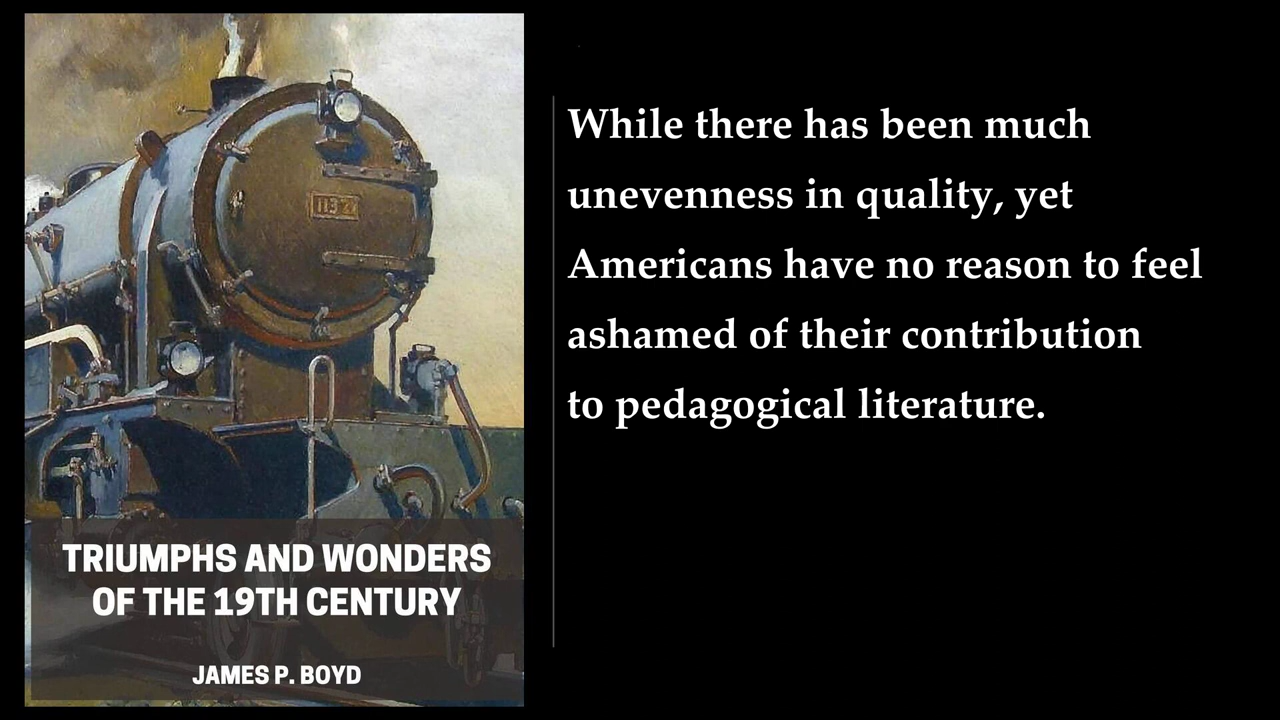 TRIUMPHS AND WONDERS
OF THE 19TH CENTURY
JAMES P. BOYD
While there has been much
unevenness in quality, yet
Americans have no reason to feel
ashamed of their contribution
to pedagogical literature.